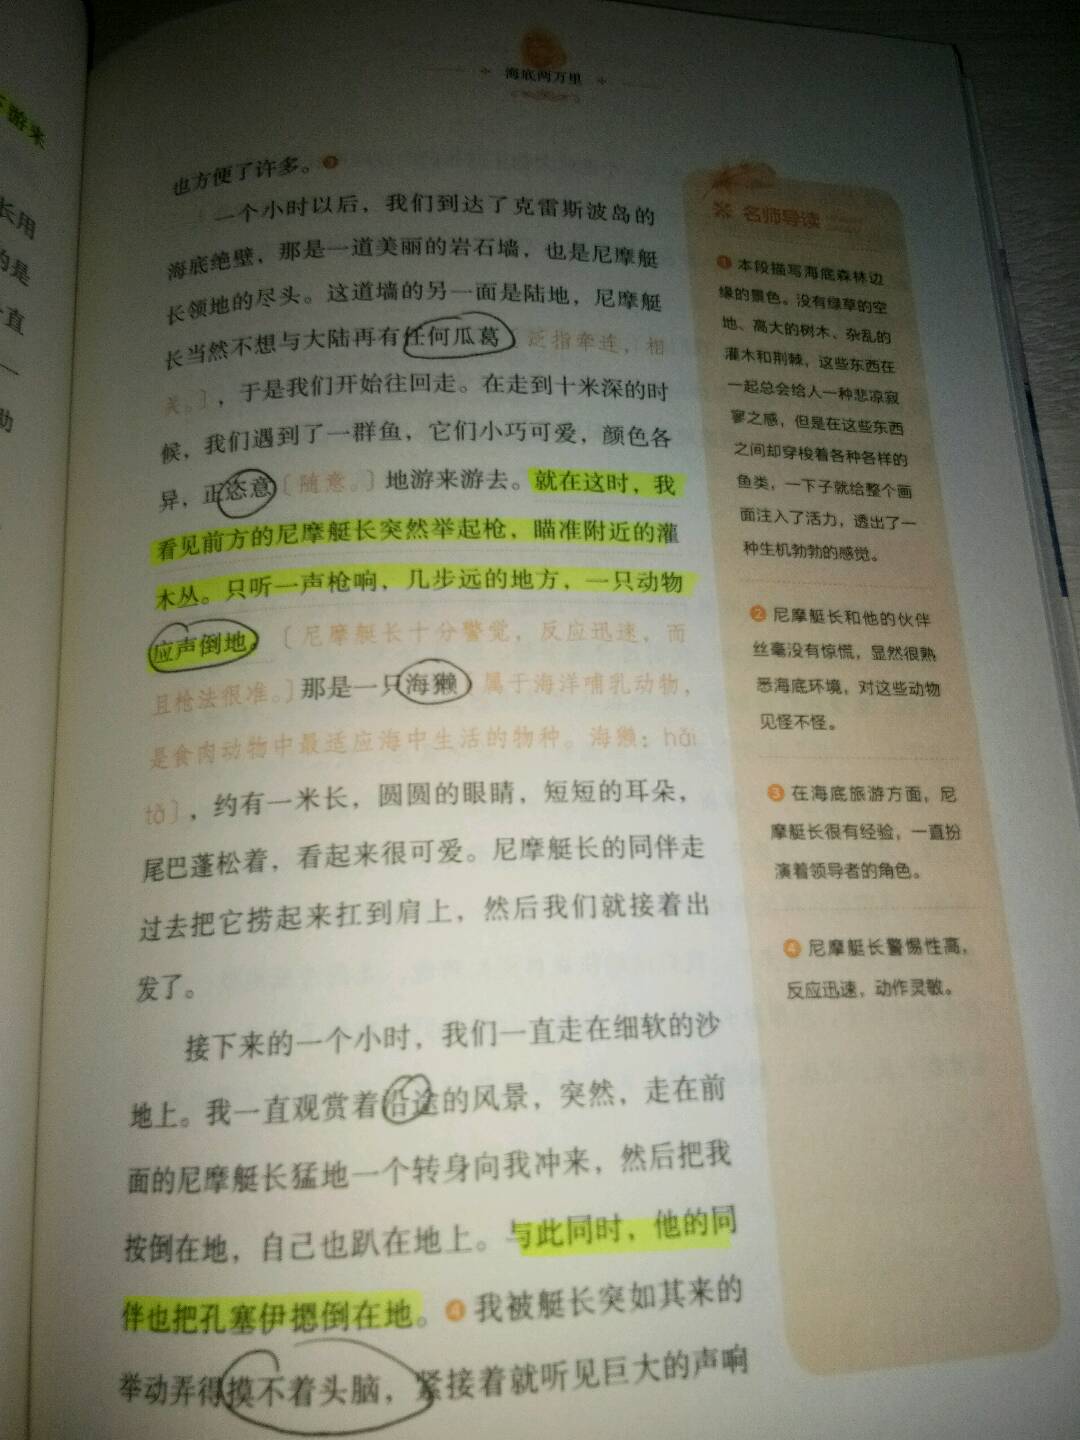 海底两万里
也方便了许多。❸
一个小时以后，我们到达了克雷斯波岛的
海底绝壁，那是一道美丽的岩石墙，也是尼摩艇
长领地的尽头。这道墙的另一面是陆地，尼摩艇
长当然不想与大陆再有任何瓜葛〔泛指牵连，相
关。〕，于是我们开始往回走。在走到十米深的时
候，我们遇到了一群鱼，它们小巧可爱，颜色各
异，正恣意〔随意。〕地游来游去。就在这时，我
看见前方的尼摩艇长突然举起枪，瞄准附近的灌
木丛。只听一声枪响，几步远的地方，一只动物
应声倒地。〔尼摩艇长十分警觉，反应迅速，而
且枪法很准。〕那是一只海獭〔属于海洋哺乳动物，
是食肉动物中最适应海中生活的物种。海獭：hǎi
tǎ〕，约有一米长，圆圆的眼睛，短短的耳朵，
尾巴蓬松着，看起来很可爱。尼摩艇长的同伴走
过去把它捞起来扛到肩上，然后我们就接着出
发了。
接下来的一个小时，我们一直走在细软的沙
地上。我一直观赏着沿途的风景，突然，走在前
面的尼摩艇长猛地一个转身向我冲来，然后把我
按倒在地，自己也趴在地上。与此同时，他的同
伴也把孔塞伊摁倒在地。❹我被艇长突如其来的
举动弄得摸不着头脑，紧接着就听见巨大的声响
名师导读
❶ 本段描写海底森林边
缘的景色。没有绿草的空
地、高大的树木、杂乱的
灌木和荆棘，这些东西在
一起总会给人一种悲凉寂
寥之感，但是在这些东西
之间却穿梭着各种各样的
鱼类，一下子就给整个画
面注入了活力，透出了一
种生机勃勃的感觉。
❷ 尼摩艇长和他的伙伴
丝毫没有惊慌，显然很熟
悉海底环境，对这些动物
见怪不怪。
❸ 在海底旅游方面，尼
摩艇长很有经验，一直扮
演着领导者的角色。
❹ 尼摩艇长警惕性高，
反应迅速，动作灵敏。
游来
长用
的是
直
一